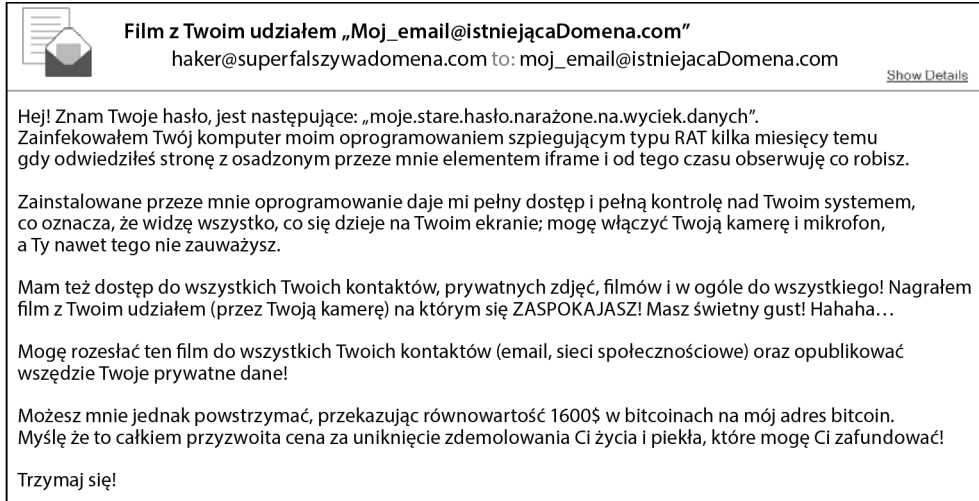 Film z Twoim udziałem „Moj_email@istniejącaDomena.com”
haker@superfalszywadomena.com to: moj_email@istniejacaDomena.com
Show Details
Hej! Znam Twoje hasło, jest następujące: „moje.stare.hasło.narażone.na.wyciek.danych”.
Zainfekowałem Twój komputer moim oprogramowaniem szpiegującym typu RAT kilka miesięcy temu
gdy odwiedziłeś stronę z osadzonym przeze mnie elementem iframe i od tego czasu obserwuję co robisz.
Zainstalowane przeze mnie oprogramowanie daje mi pełny dostęp i pełną kontrolę nad Twoim systemem,
co oznacza, że widzę wszystko, co się dzieje na Twoim ekranie; mogę włączyć Twoją kamerę i mikrofon,
a Ty nawet tego nie zauważysz.
Mam też dostęp do wszystkich Twoich kontaktów, prywatnych zdjęć, filmów i w ogóle do wszystkiego! Nagrałem
film z Twoim udziałem (przez Twoją kamerę) na którym się ZASPOKAJASZ! Masz świetny gust! Hahaha…
Mogę rozesłać ten film do wszystkich Twoich kontaktów (email, sieci społecznościowe) oraz opublikować
wszędzie Twoje prywatne dane!
Możesz mnie jednak powstrzymać, przekazując równowartość 1600$ w bitcoinach na mój adres bitcoin.
Myślę że to całkiem przyzwoita cena za uniknięcie zdemolowania Ci życia i piekła, które mogę Ci zafundować!
Trzymaj się!